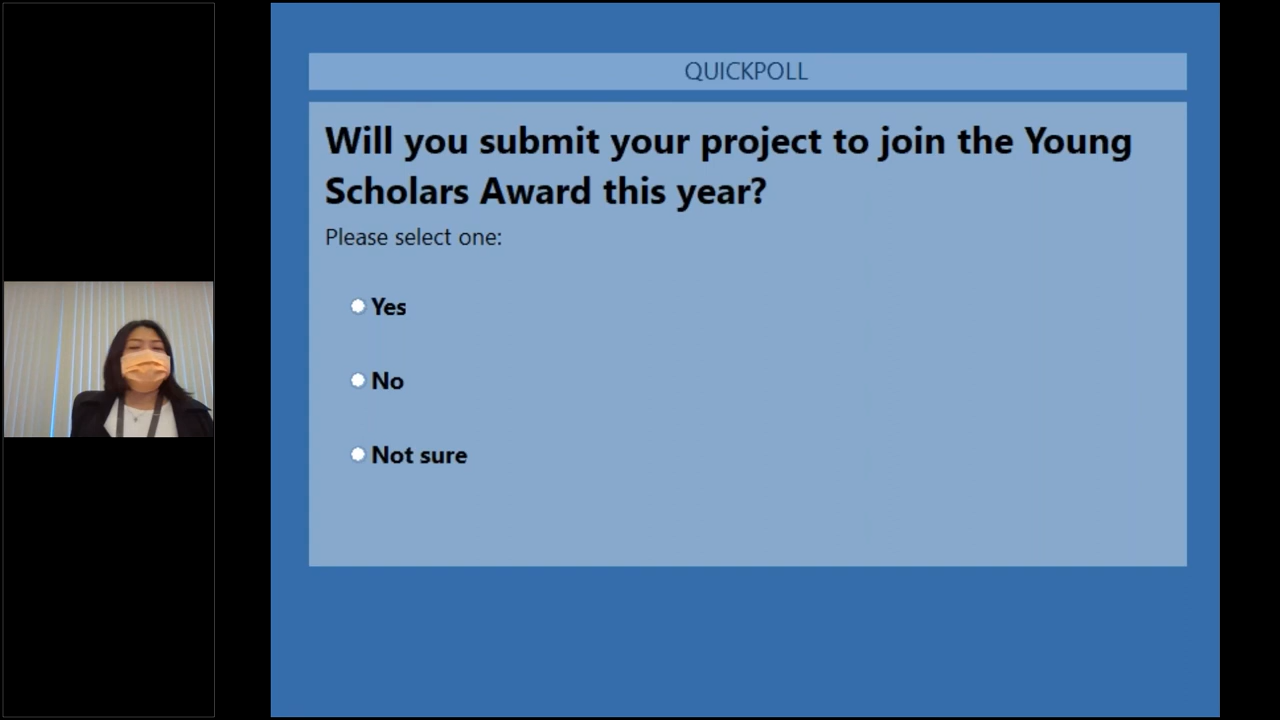 QUICKPOLL
Will you submit your project to join the Young
Scholars Award this year?
Please select one:
Yes
No
Not sure